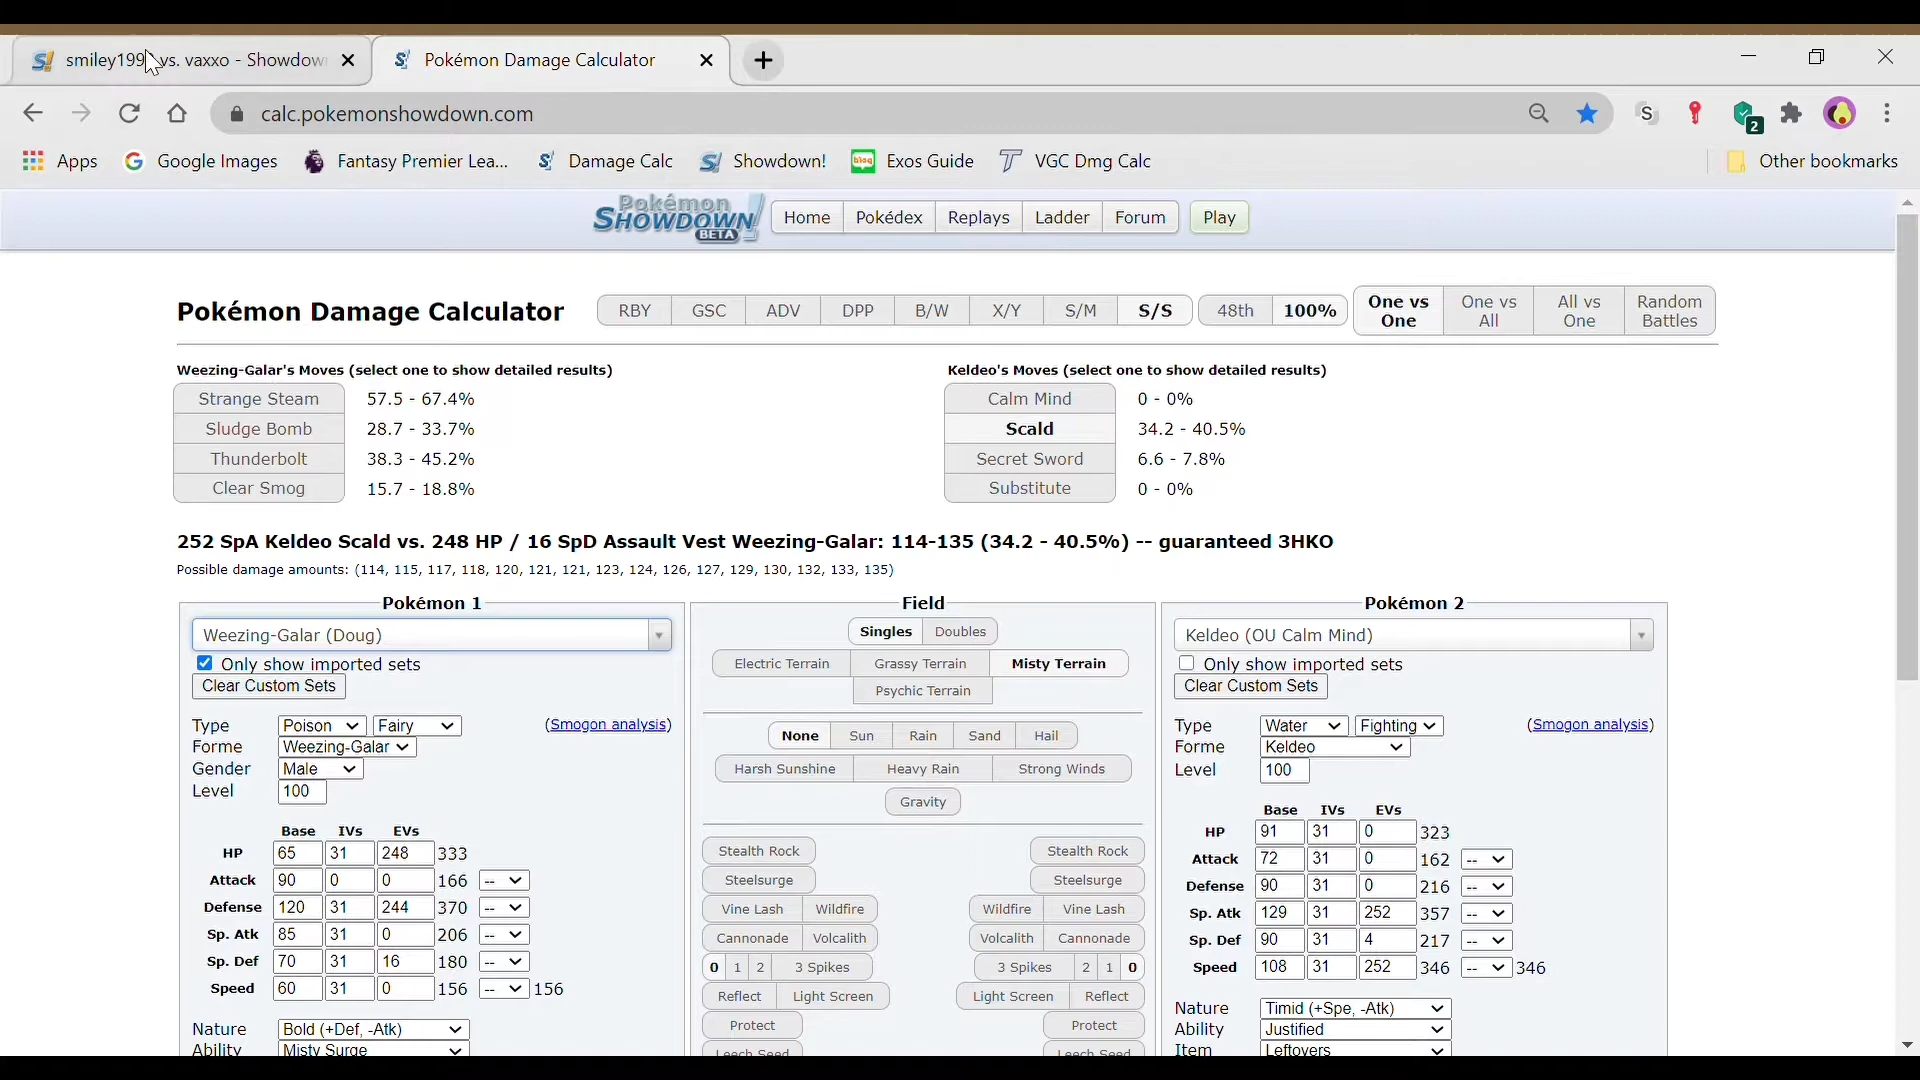 smiley199 vs. vaxxo - Showdow
Pokémon Damage Calculator
calc.pokemonshowdown.com
2
Apps Google Images Fantasy Premier Lea... Damage Calc Showdown! Exos Guide VGC Dmg Calc Other bookmarks
Pokémon
SHOWDOWN!
BETA
Home Pokédex Replays Ladder Forum Play
Pokémon Damage Calculator RBY GSC ADV DPP B/W X/Y S/M S/S 48th 100% One vs One One vs All All vs One Random Battles
Weezing-Galar's Moves (select one to show detailed results) Keldeo's Moves (select one to show detailed results)
Strange Steam 57.5 - 67.4% Calm Mind 0 - 0%
Sludge Bomb 28.7 - 33.7% Scald 34.2 - 40.5%
Thunderbolt 38.3 - 45.2% Secret Sword 6.6 - 7.8%
Clear Smog 15.7 - 18.8% Substitute 0 - 0%
252 SpA Keldeo Scald vs. 248 HP / 16 SpD Assault Vest Weezing-Galar: 114-135 (34.2 - 40.5%) -- guaranteed 3HKO
Possible damage amounts: (114, 115, 117, 118, 120, 121, 121, 123, 124, 126, 127, 129, 130, 132, 133, 135)
Pokémon 1
Weezing-Galar (Doug)
Only show imported sets
Clear Custom Sets
Type Poison Fairy (Smogon analysis)
Forme Weezing-Galar
Gender Male
Level 100
Base IVs EVs
HP 65 31 248 333
Attack 90 0 0 166 --
Defense 120 31 244 370 --
Sp. Atk 85 31 0 206 --
Sp. Def 70 31 16 180 --
Speed 60 31 0 156 -- 156
Nature Bold (+Def, -Atk)
Ability Misty Surge
Field
Singles Doubles
Electric Terrain Grassy Terrain Misty Terrain
Psychic Terrain
None Sun Rain Sand Hail
Harsh Sunshine Heavy Rain Strong Winds
Gravity
Stealth Rock Stealth Rock
Steelsurge Steelsurge
Vine Lash Wildfire Wildfire Vine Lash
Cannonade Volcalith Volcalith Cannonade
0 1 2 3 Spikes 3 Spikes 2 1 0
Reflect Light Screen Light Screen Reflect
Protect Protect
Leech Seed Leech Seed
Pokémon 2
Keldeo (OU Calm Mind)
Only show imported sets
Clear Custom Sets
Type Water Fighting (Smogon analysis)
Forme Keldeo
Level 100
Base IVs EVs
HP 91 31 0 323
Attack 72 31 0 162 --
Defense 90 31 0 216 --
Sp. Atk 129 31 252 357 --
Sp. Def 90 31 4 217 --
Speed 108 31 252 346 -- 346
Nature Timid (+Spe, -Atk)
Ability Justified
Item Leftovers